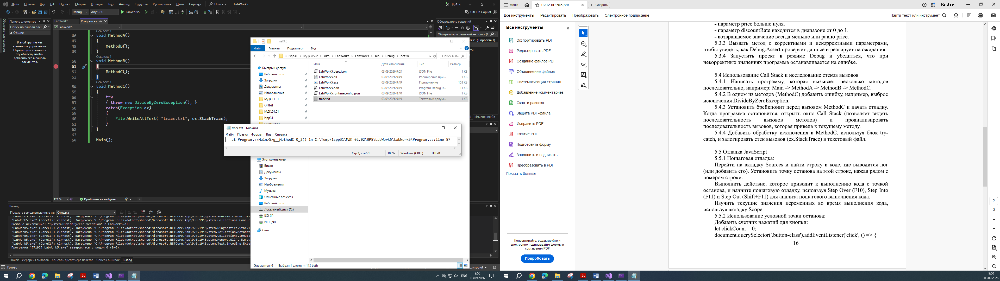 Файл Правка Вид Git Проект Сборка Отладка Тест Анализ Средства Расширения Окно Справка Поиск LabWork5 Войти
Debug Any CPU LabWork5 GitHub Copilot
Обозреватель серверов
Панель элементов
Поиск по панели элег
Общие
В этой группе нет
элементов управления.
Перетащите элемент в
эту область, чтобы
добавить его в панель
элементов.
LabWork5 Program.cs
LabWork5
Ссылок: 1
46 void MethodA()
47 {
48 MethodB();
49 }
Ссылок: 1
50 void MethodB()
51 {
52 MethodC();
53 }
Ссылок: 1
54 void MethodC()
55 {
56 try
57 { throw new DivideByZeroException(); }
58 catch(Exception ex)
59 {
60 File.WriteAllText( "trace.txt", ex.StackTrace);
61 }
62 }
63
64 Main();
121 % Проблемы не найдены.
Обозреватель решений
Обозреватель решений — поиск (С
к5" (1 проекта 1)
сти
й Изменения Git
Вывод
Показать выходные данные из: Отладка
"LabWork5.exe" (CoreCLR: clrhost). Загружено "C:\Program Files\dotnet\shared\Microsoft.NETCore.App\9.0.19\System.Runtime.Loader.dll
"LabWork5.exe" (CoreCLR: clrhost). Загружено "C:\Program Files\dotnet\shared\Microsoft.NETCore.App\9.0.19\System.Collections.Concur
Вызвано исключение: "System.DivideByZeroException" в LabWork5.dll
"LabWork5.exe" (CoreCLR: clrhost). Загружено "C:\Program Files\dotnet\shared\Microsoft.NETCore.App\9.0.19\System.Diagnostics.StackT
"LabWork5.exe" (CoreCLR: clrhost). Загружено "C:\Program Files\dotnet\shared\Microsoft.NETCore.App\9.0.19\System.Reflection.Metadat
"LabWork5.exe" (CoreCLR: clrhost). Загружено "C:\Program Files\dotnet\shared\Microsoft.NETCore.App\9.0.19\System.Collections.Immuta
"LabWork5.exe" (CoreCLR: clrhost). Загружено "C:\Program Files\dotnet\shared\Microsoft.NETCore.App\9.0.19\System.Memory.dll". Загру
"LabWork5.exe" (CoreCLR: clrhost). Загружено "C:\Program Files\dotnet\shared\Microsoft.NETCore.App\9.0.19\System.Text.Encoding.Exte
Программа "[7192] LabWork5.exe" завершилась с кодом 0 (0x0).
Поиск Иерархия вызовов Консоль диспетчера пакетов Список ошибок Вывод
Готово
озиторий
net9.0
Файл Главная Поделиться Вид
« ispp31 › МДК 02.02 › ЛР5 › LabWork5 › LabWork5 › bin › Debug › net9.0
Поиск в: n...
Имя Дата изменения Тип Размер
LabWork5.deps.json 03.09.2026 9:03 JSON File 1 КБ
LabWork5.dll 03.09.2026 9:49 Расширение при... 5 КБ
LabWork5.exe 03.09.2026 9:49 Приложение 153 КБ
LabWork5.pdb 03.09.2026 9:49 Program Debug D... 11 КБ
LabWork5.runtimeconfig.json 03.09.2026 8:40 JSON File 1 КБ
trace.txt 03.09.2026 9:49 Текстовый докум... 1 КБ
Быстрый доступ
Рабочий стол
Загрузки
Документы
Изображения
МДК.11.01
ОПБД
МДК.01.01
ispp31
trace.txt – Блокнот
Файл Правка Формат Вид Справка
at Program.<<Main>$>g__MethodC|0_3() in C:\Temp\ispp31\МДК 02.02\ЛР5\LabWork5\LabWork5\Program.cs:line 57
Стр 1, стлб 1 100% Windows (CRLF) UTF-8
Этот компьютер
Видео
Документы
Загрузки
Изображения
Музыка
Объемные объекты
Рабочий стол
Локальный диск (C:)
ISO (I:)
NET (N:)
Сеть
Элементов: 6 Выбран 1 элемент: 113 байт
ENG 9:50 03.09.2026
Меню 0202 ЛР №5.pdf Создать Войти
Все инструменты Редактировать Преобразовать Электронное подписание Найти текст или инструмент
Все инструменты
Экспортировать PDF
Редактировать PDF
Создание файлов PDF
Объединение файлов
Систематизация страниц
Добавление комментариев
Скан. и распозн.
Защита PDF-файла
Исправить PDF
Сжатие PDF
Подготовить форму
Заполнить и подписать
Преобразовать в PDF
Показать больше
Конвертируйте, редактируйте и
электронно подписывайте формы и
соглашения PDF
Попробовать
- параметр price больше нуля.
- параметр discountRate находится в диапазоне от 0 до 1.
- возвращаемое значение всегда меньше или равно price.
5.3.3 Вызвать метод с корректными и некорректными параметрами,
чтобы увидеть, как Debug.Assert проверяет данные и реагирует на ожидания.
5.3.4 Запустить проект в режиме Debug и убедиться, что при
некорректных значениях программа останавливается на ошибке.
5.4 Использование Call Stack и исследование стеков вызовов
5.4.1 Написать программу, которая вызывает несколько методов
последовательно, например: Main -> MethodA -> MethodB -> MethodC.
5.4.2 В одном из методов (MethodC) добавить ошибку, например, выброс
исключения DivideByZeroException.
5.4.3 Установить брейкпоинт перед вызовом MethodC и начать отладку.
Когда программа остановится, открыть окно Call Stack (позволяет видеть
последовательность вызовов методов) и проанализировать
последовательность вызовов, которая привела к текущему методу.
5.4.4 Добавить обработку исключения в MethodC, используя блок try-
catch, и залогировать стек вызовов (ex.StackTrace) в текстовый файл.
5.5 Отладка JavaScript
5.5.1 Пошаговая отладка:
Перейти на вкладку Sources и найти строку в коде, где выводится лог
(или добавить его). Установить точку останова на этой строке, нажав рядом с
номером строки.
Выполнить действие, которое приводит к выполнению кода с точкой
останова, и начните пошаговую отладку, используя Step Over (F10), Step Into
(F11) и Step Out (Shift+F11) для анализа пошагового выполнения кода.
Изучить текущие значения переменных во время выполнения кода,
используя вкладку Scope.
5.5.2 Использование условной точки останова:
Добавить счетчик нажатий для кнопки:
let clickCount = 0;
document.querySelector('.button-class').addEventListener('click', () => {
16
2
3
9:50
03.09.2026